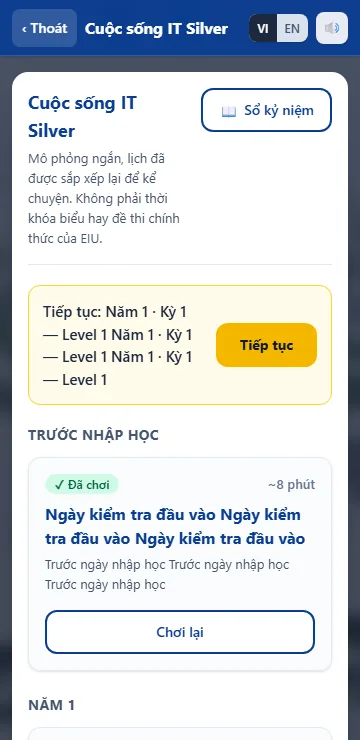 ‹ Thoát
Cuộc sống IT Silver
VI EN
Cuộc sống IT
Silver
Sổ kỷ niệm
Mô phỏng ngắn, lịch đã
được sắp xếp lại để kể
chuyện. Không phải thời
khóa biểu hay đề thi chính
thức của EIU.
Tiếp tục: Năm 1 · Kỳ 1
— Level 1 Năm 1 · Kỳ 1
— Level 1 Năm 1 · Kỳ 1
— Level 1
Tiếp tục
TRƯỚC NHẬP HỌC
✓ Đã chơi
~8 phút
Ngày kiểm tra đầu vào Ngày kiểm
tra đầu vào Ngày kiểm tra đầu vào
Trước ngày nhập học Trước ngày nhập học
Trước ngày nhập học
Chơi lại
NĂM 1